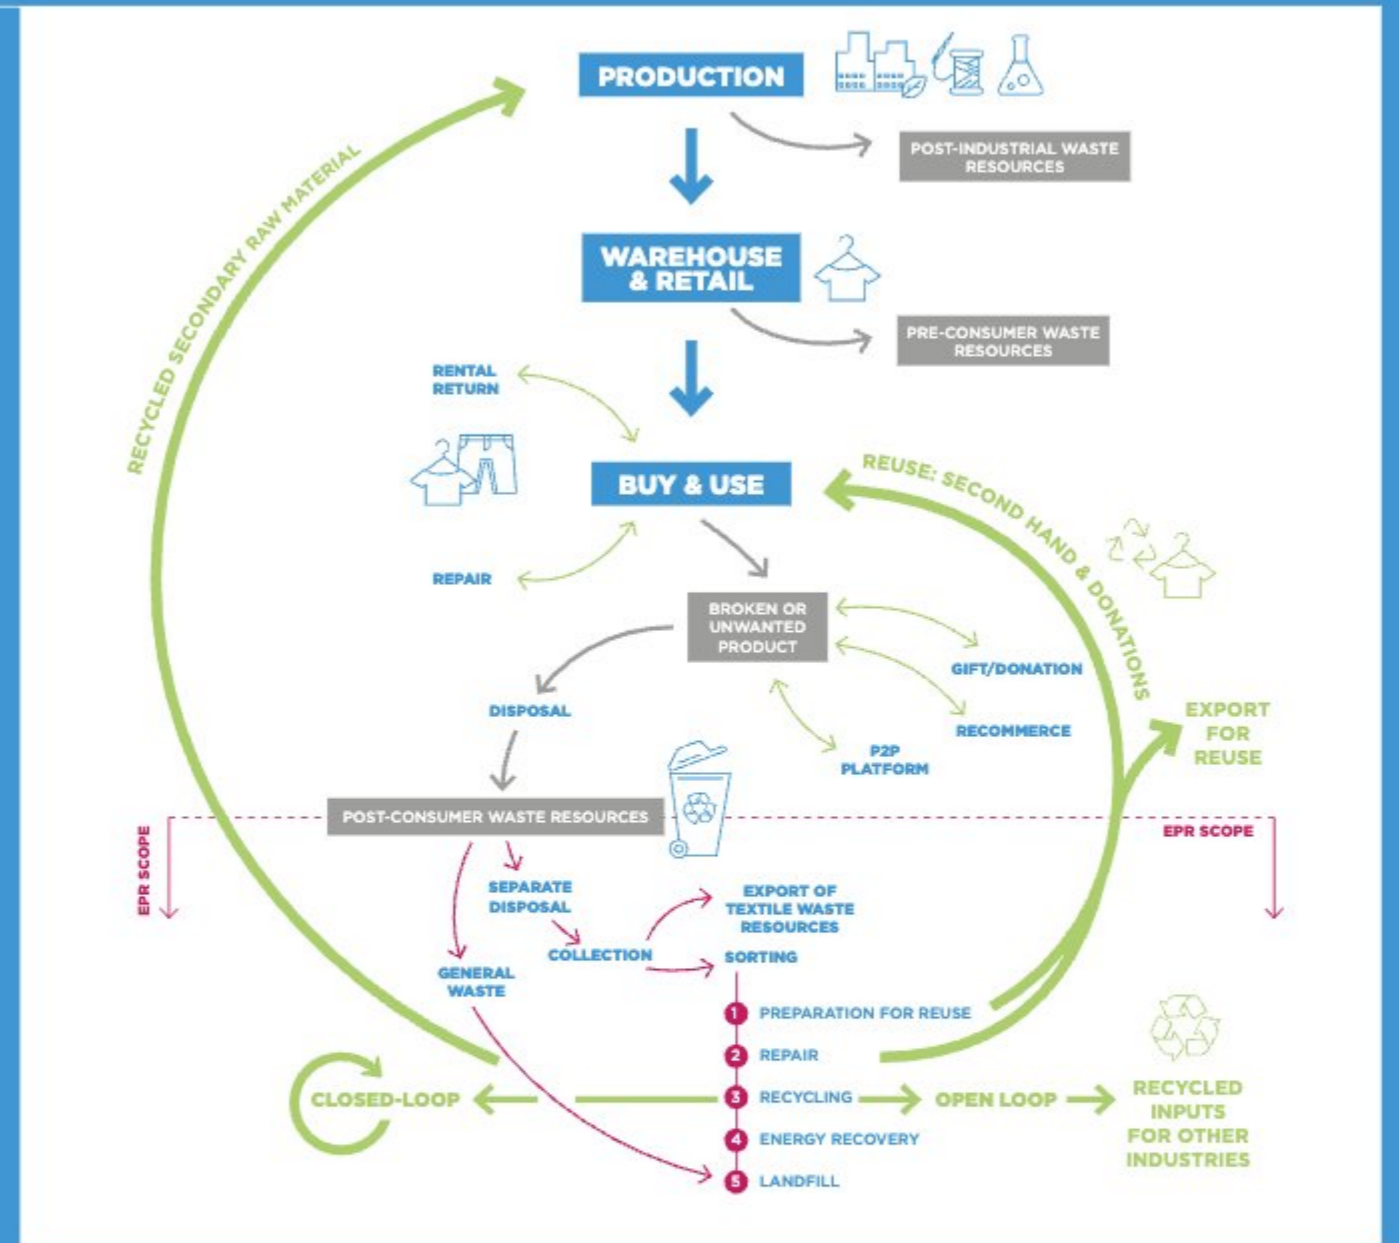 PRODUCTION
POST-INDUSTRIAL WASTE
RESOURCES
RECYCLED SECONDARY RAW MATERIAL
WAREHOUSE
& RETAIL
PRE-CONSUMER WASTE
RESOURCES
RENTAL
RETURN
BUY & USE
REUSE: SECOND HAND & DONATIONS
REPAIR
BROKEN OR
UNWANTED
PRODUCT
GIFT/DONATION
RECOMMERCE
P2P
PLATFORM
DISPOSAL
EXPORT
FOR
REUSE
POST-CONSUMER WASTE RESOURCES
EPR SCOPE
EPR SCOPE
SEPARATE
DISPOSAL
EXPORT OF
TEXTILE WASTE
RESOURCES
COLLECTION
SORTING
GENERAL
WASTE
1 PREPARATION FOR REUSE
2 REPAIR
3 RECYCLING
4 ENERGY RECOVERY
5 LANDFILL
CLOSED-LOOP
OPEN LOOP
RECYCLED
INPUTS
FOR OTHER
INDUSTRIES